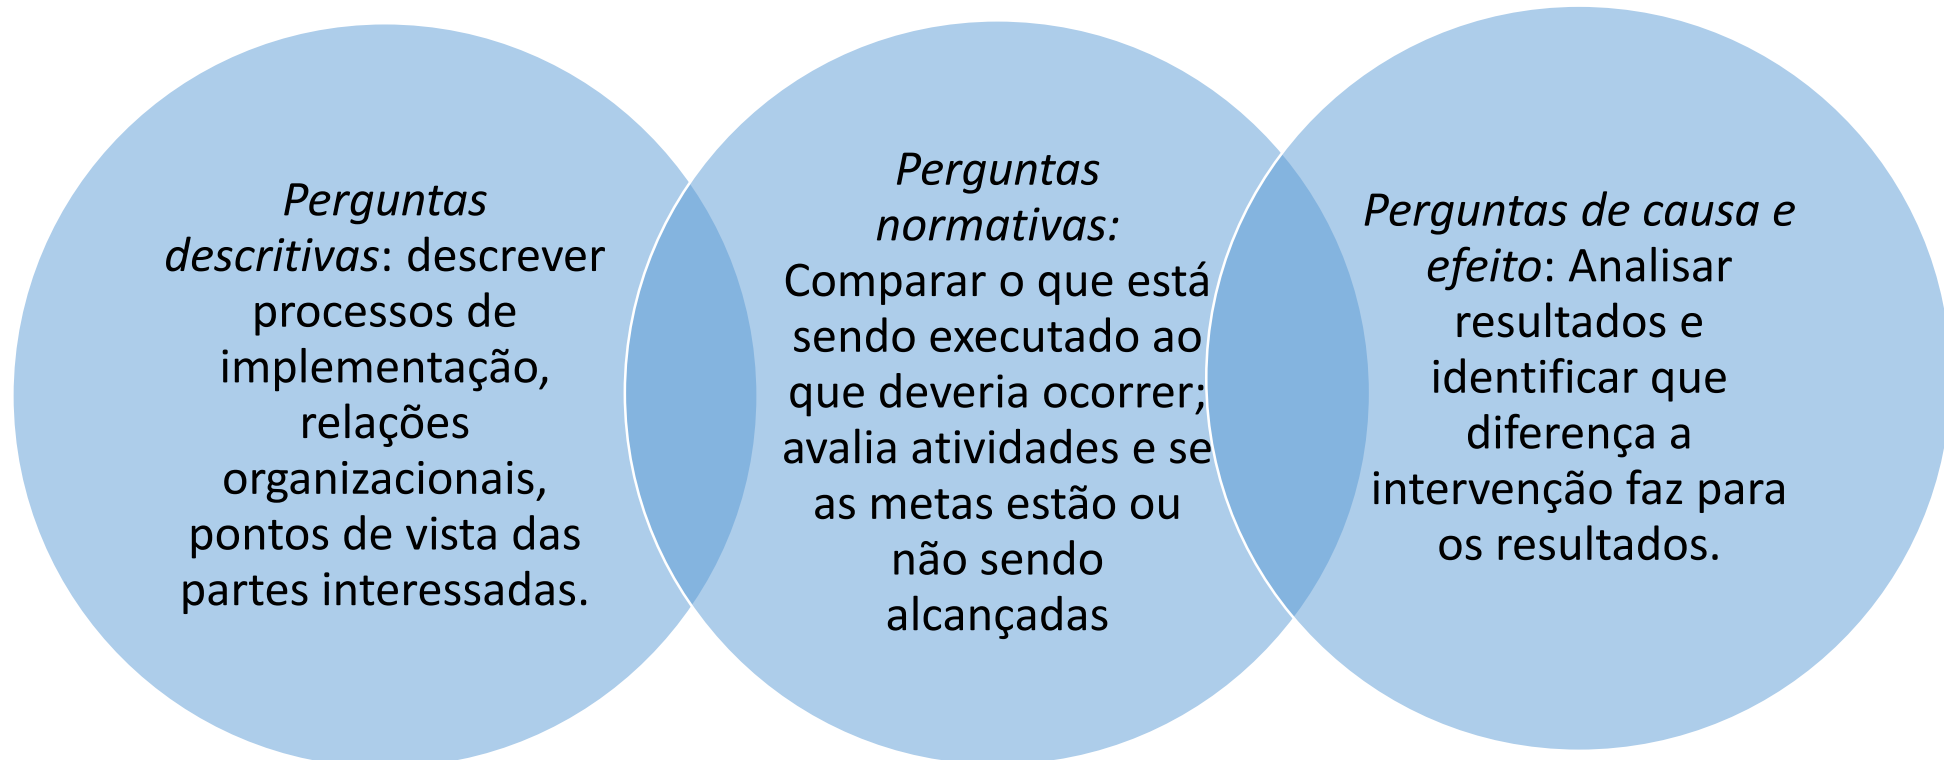 Perguntas
descritivas: descrever
processos de
implementação,
relações
organizacionais,
pontos de vista das
partes interessadas.
Perguntas
normativas:
Comparar o que está
sendo executado ao
que deveria ocorrer;
avalia atividades e se
as metas estão ou
não sendo
alcançadas
Perguntas de causa e
efeito: Analisar
resultados e
identificar que
diferença a
intervenção faz para
os resultados.